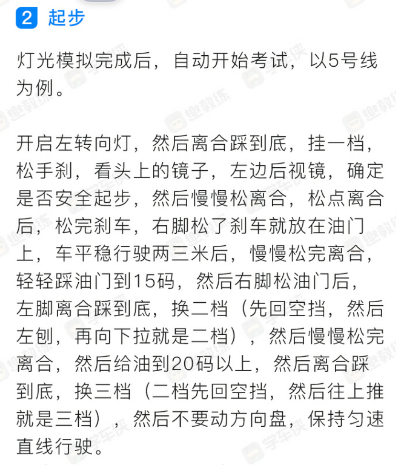 2 起步
灯光模拟完成后，自动开始考试，以5号线
为例。
开启左转向灯，然后离合踩到底，挂一档，
松手刹，看头上的镜子，左边后视镜，确定
是否安全起步，然后慢慢松离合，松点离合
后，松完刹车，右脚松了刹车就放在油门
上，车平稳行驶两三米后，慢慢松完离合，
轻轻踩油门到15码，然后右脚松油门后，
左脚离合踩到底，换二档（先回空挡，然后
左刨，再向下拉就是二档），然后慢慢松完
离合，然后给油到20码以上，然后离合踩
到底，换三档（二档先回空挡，然后往上推
就是三档），然后不要动方向盘，保持匀速
直线行驶。